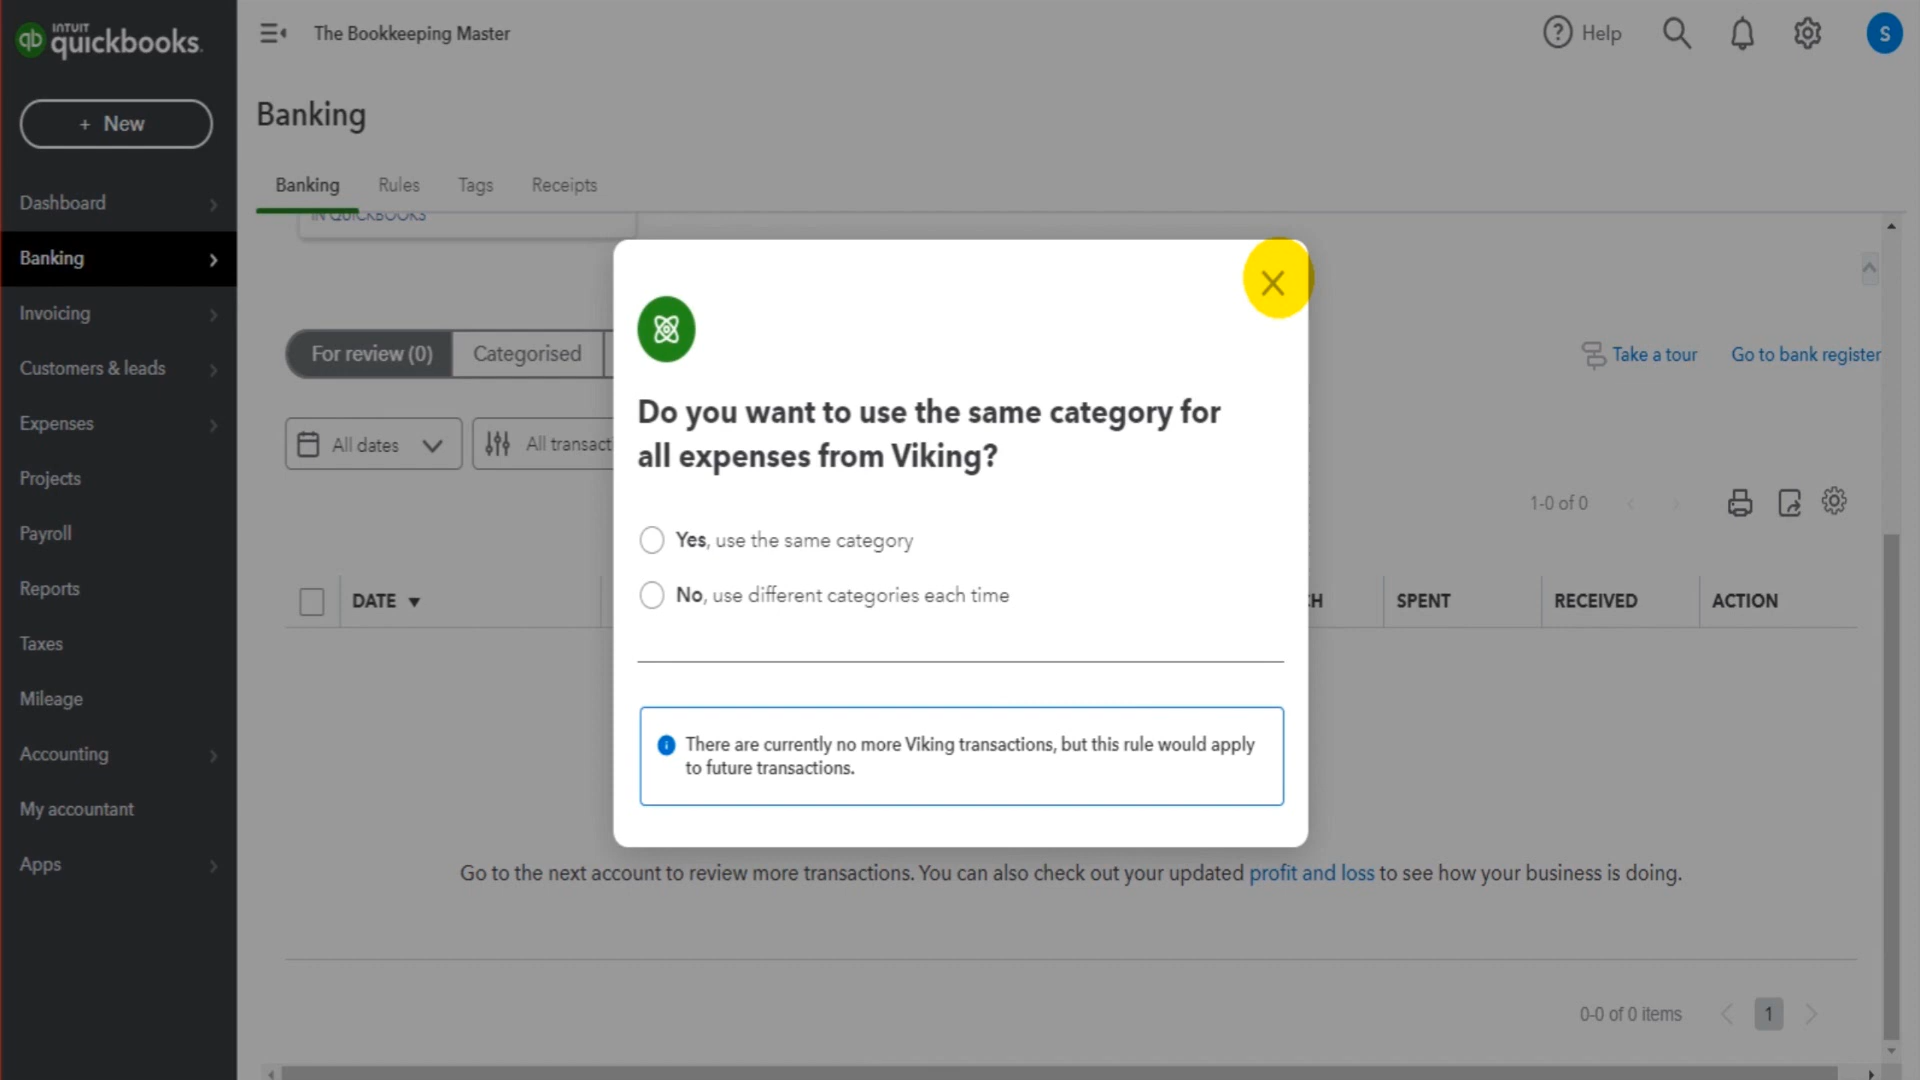 INTUIT
quickbooks.
The Bookkeeping Master
Help
S
+ New
Banking
Banking
Rules
Tags
Receipts
Dashboard
Banking
Invoicing
Customers & leads
Expenses
Projects
Payroll
Reports
Taxes
Mileage
Accounting
My accountant
Apps
IN QUICKBOOKS
For review (0)
Categorised
Take a tour
Go to bank register
All dates
All transact
1-0 of 0
DATE
CH
SPENT
RECEIVED
ACTION
Do you want to use the same category for
all expenses from Viking?
Yes, use the same category
No, use different categories each time
There are currently no more Viking transactions, but this rule would apply
to future transactions.
Go to the next account to review more transactions. You can also check out your updated profit and loss to see how your business is doing.
0-0 of 0 items
1